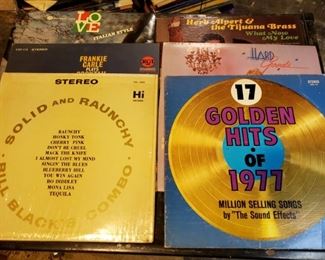 LOVE
ITALIAN STYLE
Herb Alpert &
the Tijuana Brass
What Now
My Love
FRANKIE
CARLE
RCA
HARD
STEREO
Hi
SOLID AND RAUNCHY
BILL BLACK'S COMBO
RAUNCHY
HONKY TONK
CHERRY PINK
DON'T BE CRUEL
MACK THE KNIFE
I ALMOST LOST MY MIND
SINGIN' THE BLUES
BLUEBERRY HILL
YOU WIN AGAIN
BO DIDDLEY
MONA LISA
TEQUILA
17
GOLDEN
HITS
OF
1977
MILLION SELLING SONGS
by "The Sound Effects"